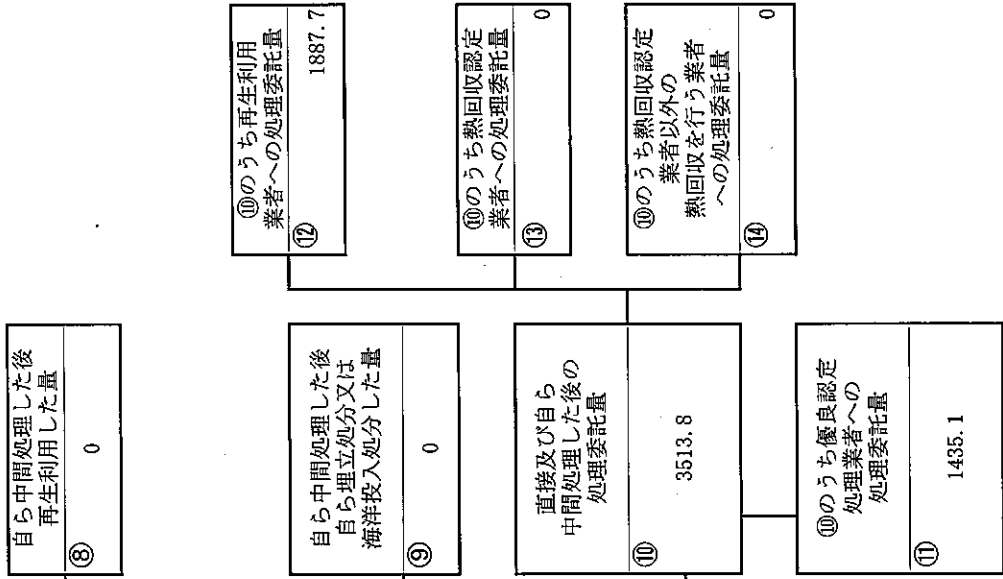 自ら中間処理した後
再生利用した量
⑧
0
自ら中間処理した後
自ら埋立処分又は
海洋投入処分した量
⑨
0
直接及び自ら
中間処理した後の
処理委託量
⑩
3513.8
⑩のうち優良認定
処理業者への
処理委託量
⑪
1435.1
⑩のうち再生利用
業者への処理委託量
⑫
1887.7
⑩のうち熱回収認定
業者への処理委託量
⑬
0
⑩のうち熱回収認定
業者以外の
熱回収を行う業者
への処理委託量
⑭
0